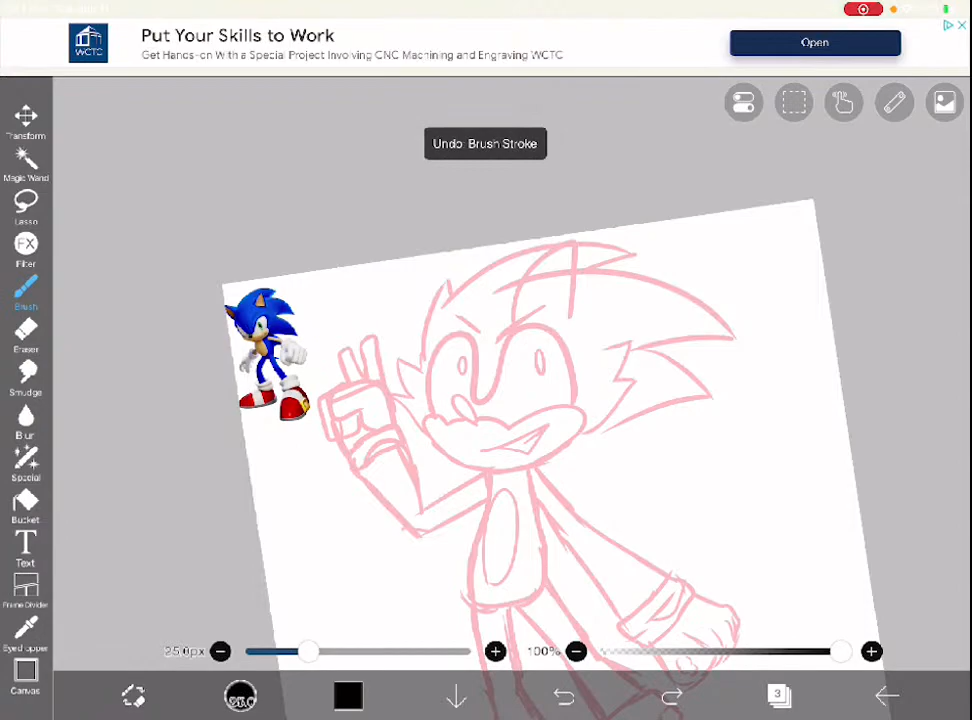 Put Your Skills to Work
Get Hands-on With a Special Project Involving CNC Machining and Engraving WCTC
WCTC
Open
Undo: Brush Stroke
Transform
Magic Wand
Lasso
FX
Filter
Brush
Eraser
Smudge
Blur
Special
Bucket
T
Text
Frame Divider
Eyedropper
Canvas
100%
3